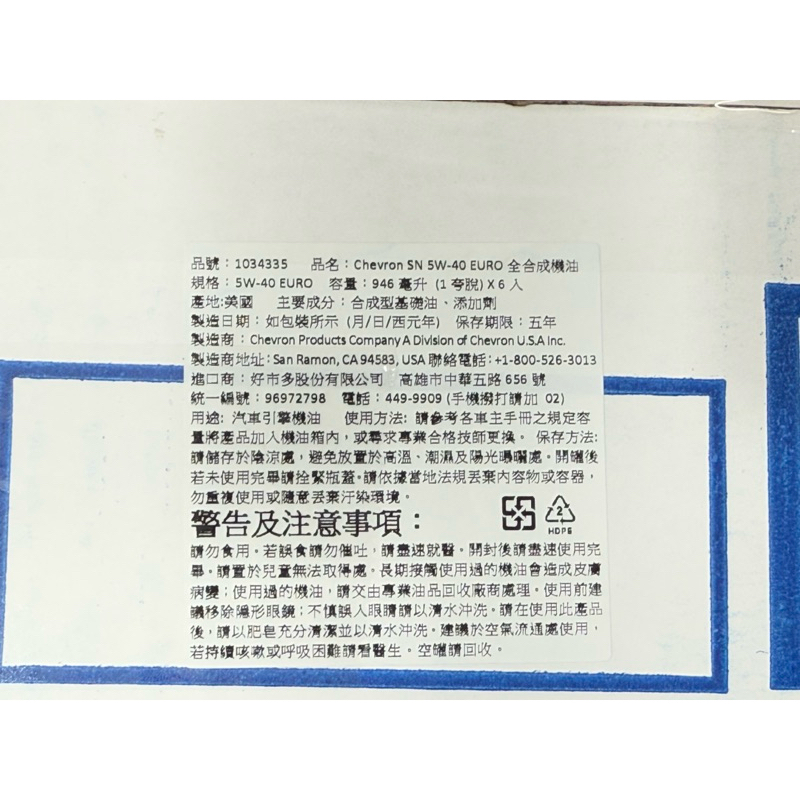 品號：1034335 品名：Chevron SN 5W-40 EURO 全合成機油
規格：5W-40 EURO 容量：946 毫升 (1 夸脫) X 6 入
產地:美國 主要成分：合成型基礎油、添加劑
製造日期：如包裝所示 (月/日/西元年) 保存期限：五年
製造商：Chevron Products Company A Division of Chevron U.S.A Inc.
製造商地址：San Ramon, CA 94583, USA 聯絡電話：+1-800-526-3013
進口商：好市多股份有限公司 高雄市中華五路 656 號
統一編號：96972798 電話：449-9909 (手機撥打請加 02)
用途: 汽車引擎機油 使用方法: 請參考各車主手冊之規定容
量將產品加入機油箱內，或尋求專業合格技師更換。 保存方法:
請儲存於陰涼處，避免放置於高溫、潮濕及陽光曝曬處。開罐後
若未使用完畢請拴緊瓶蓋。請依據當地法規丟棄內容物或容器，
勿重複使用或隨意丟棄汙染環境。
警告及注意事項：
2
HDPE
請勿食用。若誤食請勿催吐，請盡速就醫。開封後請盡速使用完
畢。請置於兒童無法取得處。長期接觸使用過的機油會造成皮膚
病變；使用過的機油，請交由專業油品回收廠商處理。使用前建
議移除隱形眼鏡；不慎誤入眼睛請以清水沖洗。請在使用此產品
後，請以肥皂充分清潔並以清水沖洗。建議於空氣流通處使用，
若持續咳嗽或呼吸困難請看醫生。空罐請回收。